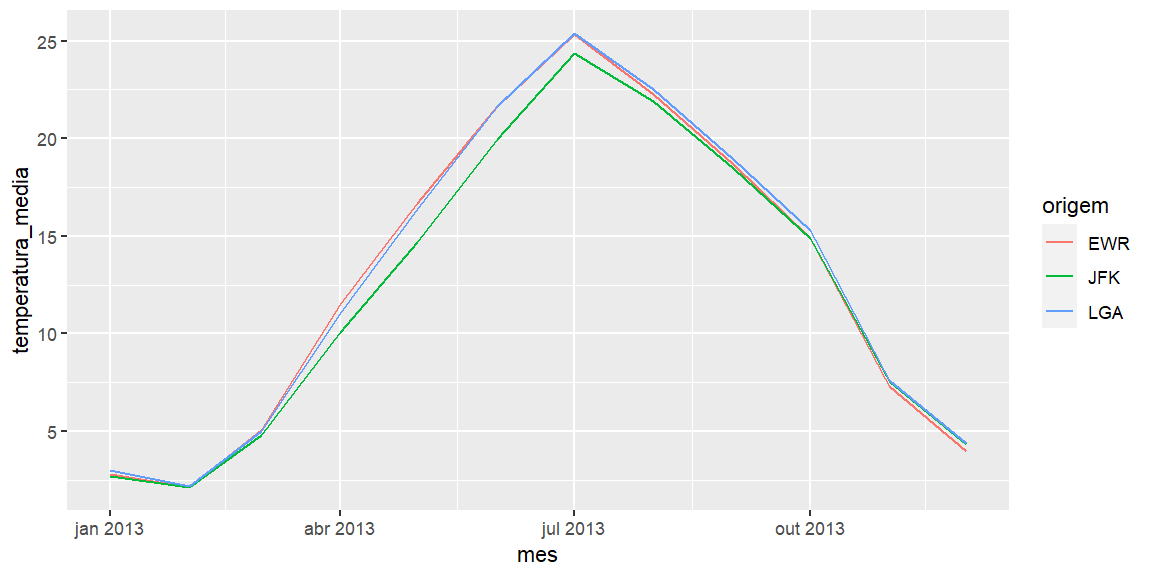 temperatura_media
25
20
15
10
5
jan 2013
abr 2013
jul 2013
out 2013
mes
origem
EWR
JFK
LGA